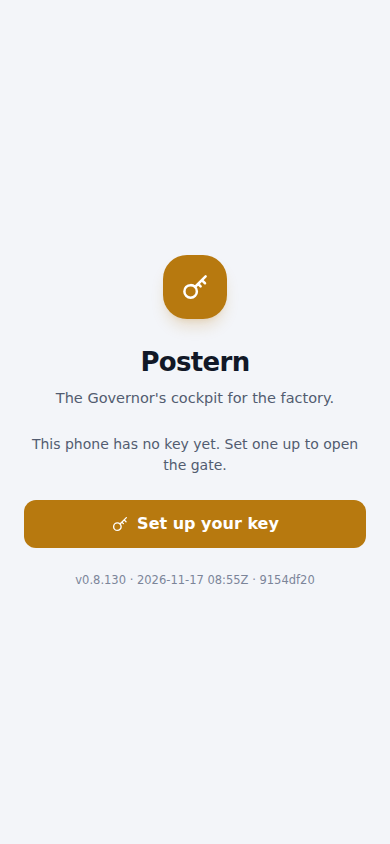 Postern
The Governor's cockpit for the factory.
This phone has no key yet. Set one up to open
the gate.
Set up your key
v0.8.130 · 2026-11-17 08:55Z · 9154df20